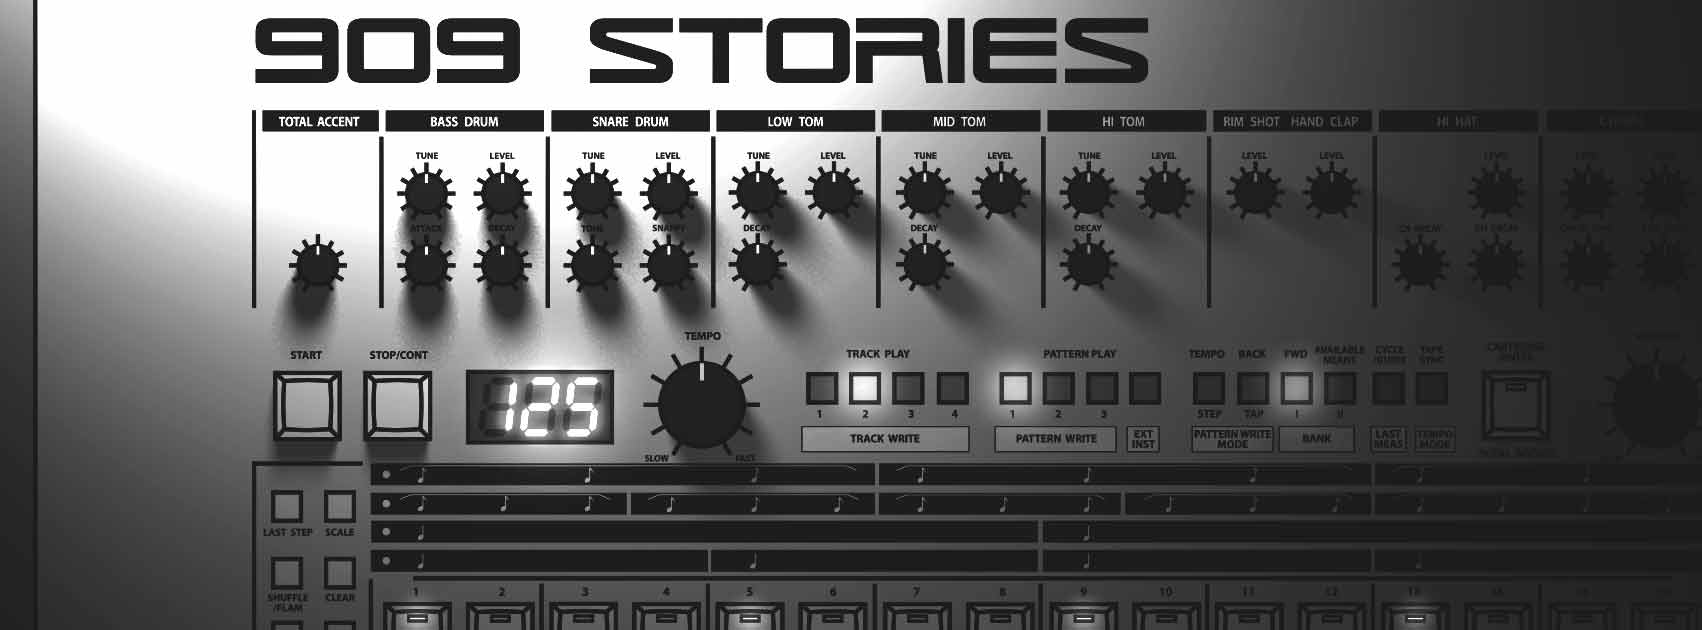 909 STORIES
TOTAL ACCENT BASS DRUM SNARE DRUM LOW TOM MID TOM HI TOM RIM SHOT HAND CLAP HI HAT
TUNE LEVEL TUNE LEVEL TUNE LEVEL TUNE LEVEL TUNE LEVEL LEVEL LEVEL LEVEL
ATTACK DECAY TONE SNAPPY DECAY DECAY DECAY CH DECAY OH DECAY
TEMPO
START STOP/CONT TRACK PLAY PATTERN PLAY TEMPO BACK FWD AVAILABLE MEAS. CYCLE /GUIDE TAPE SYNC
125
1 2 3 4 1 2 3 STEP TAP I II
TRACK WRITE PATTERN WRITE EXT INST PATTERN WRITE MODE BANK LAST MEAS. TEMPO MODE
SLOW FAST
LAST STEP SCALE
SHUFFLE /FLAM CLEAR
1 2 3 4 5 6 7 8 9 10 11 12 13